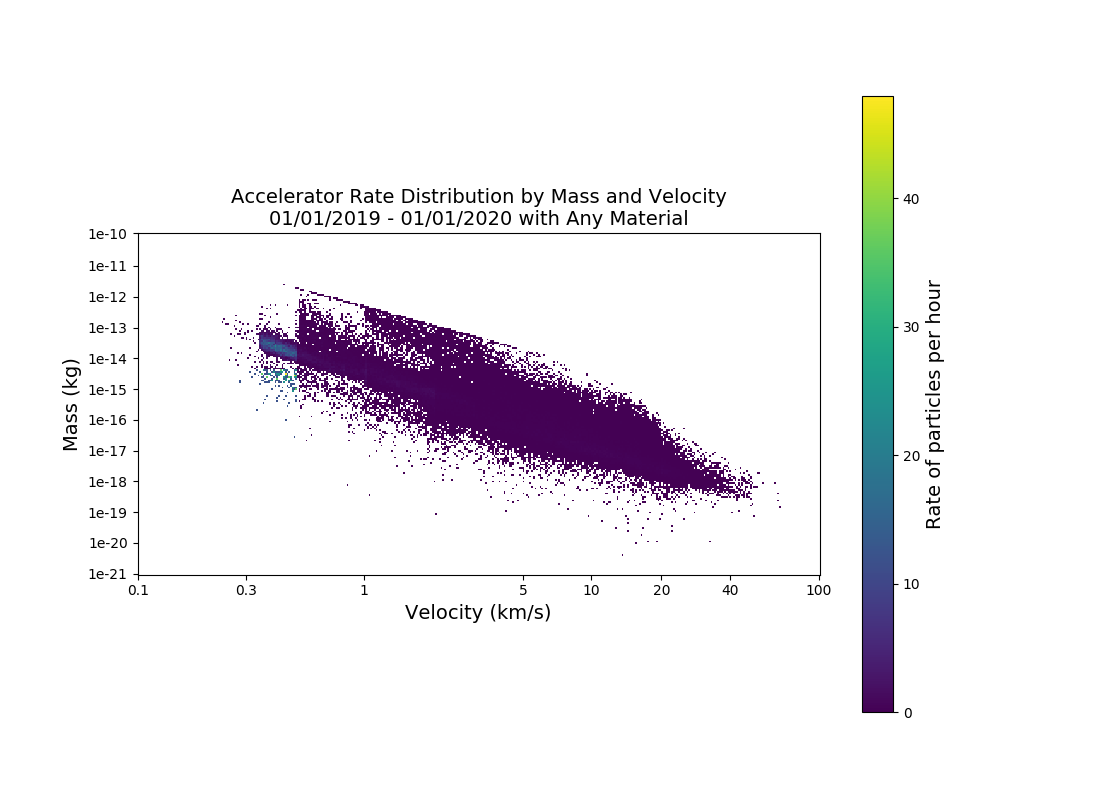 Accelerator Rate Distribution by Mass and Velocity
01/01/2019 - 01/01/2020 with Any Material
1e-10
1e-11
1e-12
1e-13
1e-14
1e-15
1e-16
1e-17
1e-18
1e-19
1e-20
1e-21
Mass (kg)
0.1 0.3 1 5 10 20 40 100
Velocity (km/s)
40
30
20
10
0
Rate of particles per hour